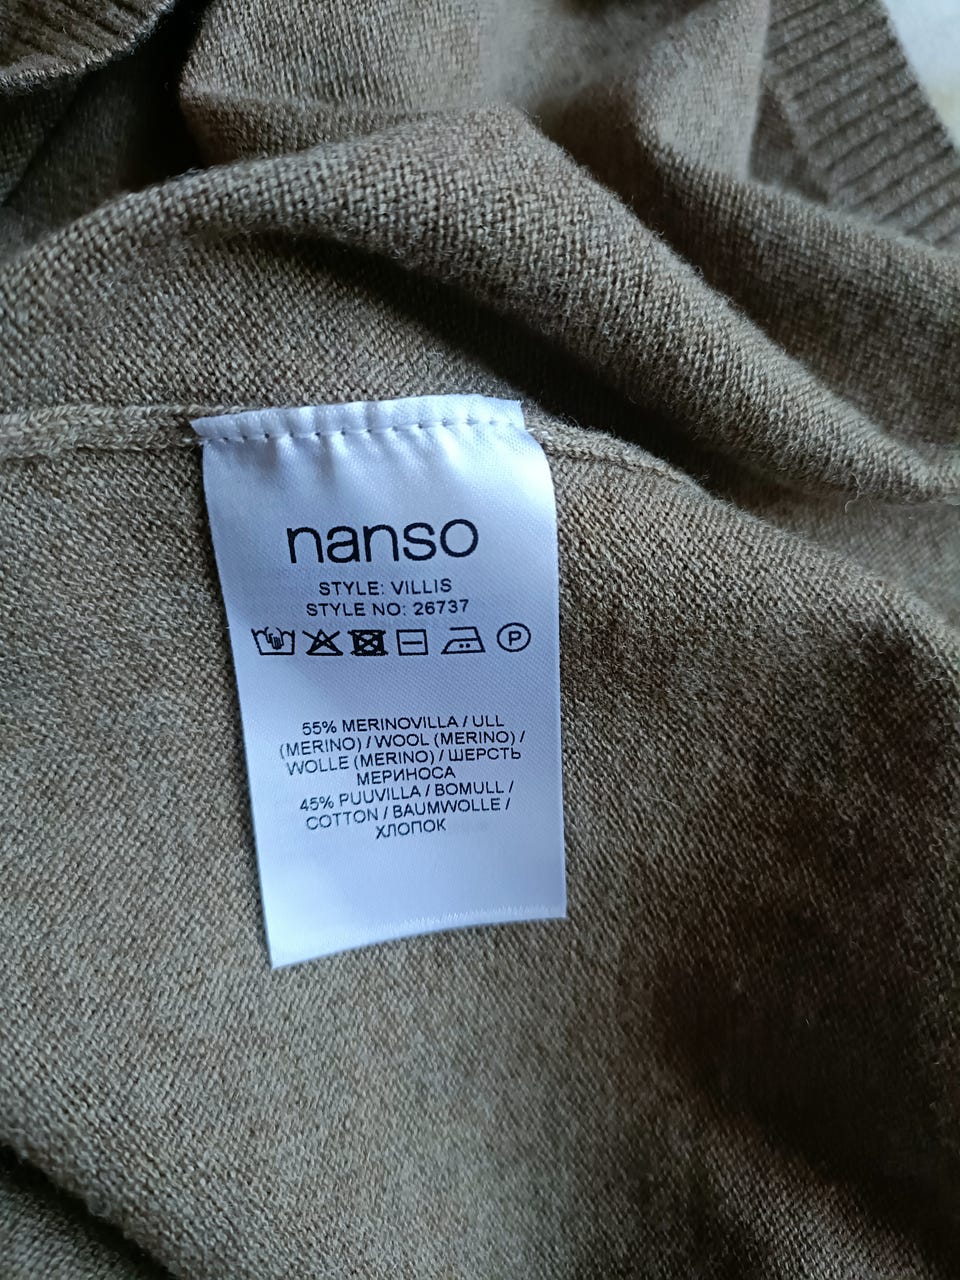 nanso
STYLE: VILLIS
STYLE NO: 26737
P
55% MERINOVILLA / ULL
(MERINO) / WOOL (MERINO) /
WOLLE (MERINO) / ШЕРСТЬ
МЕРИНОСА
45% PUUVILLA / BOMULL /
COTTON / BAUMWOLLE /
ХЛОПОК